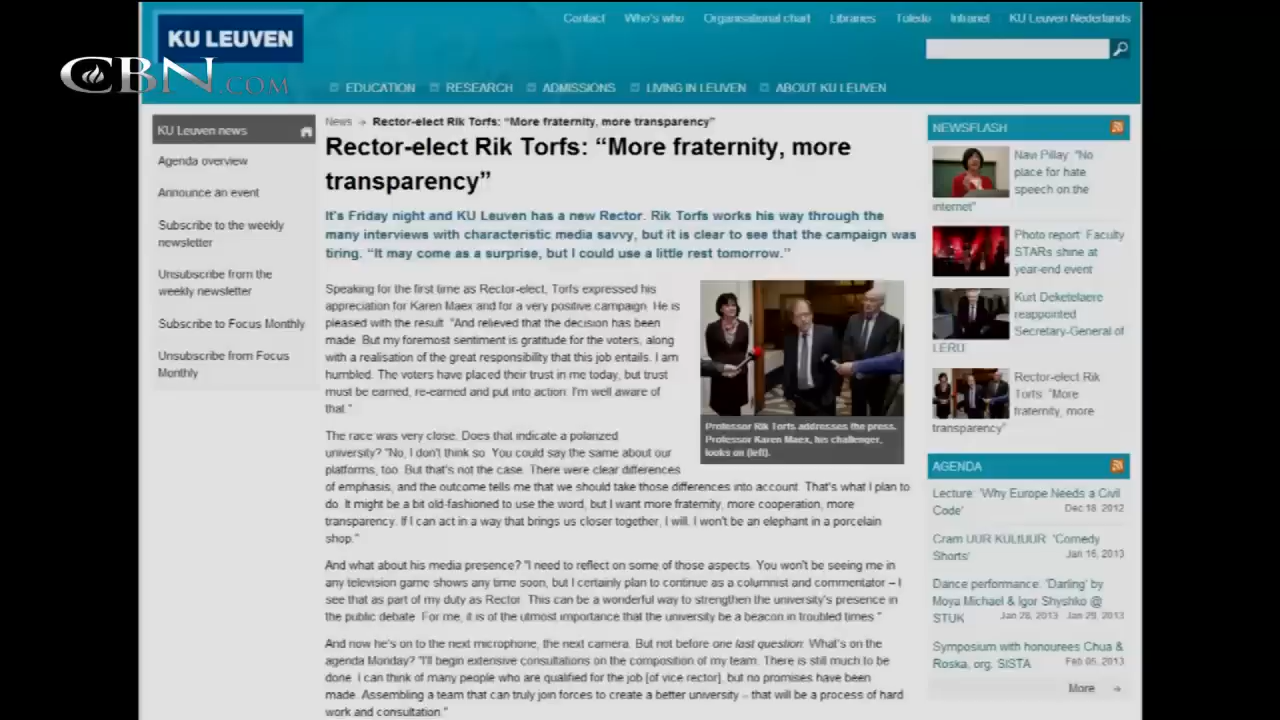 Contact Who's who Organisational chart Libraries Toledo Intranet KU Leuven Nederlands
KU LEUVEN
CBN.COM
EDUCATION RESEARCH ADMISSIONS LIVING IN LEUVEN ABOUT KU LEUVEN
KU Leuven news
Agenda overview
Announce an event
Subscribe to the weekly
newsletter
Unsubscribe from the
weekly newsletter
Subscribe to Focus Monthly
Unsubscribe from Focus
Monthly
News → Rector-elect Rik Torfs: “More fraternity, more transparency”
Rector-elect Rik Torfs: “More fraternity, more
transparency”
It's Friday night and KU Leuven has a new Rector. Rik Torfs works his way through the
many interviews with characteristic media savvy, but it is clear to see that the campaign was
tiring. “It may come as a surprise, but I could use a little rest tomorrow.”
Speaking for the first time as Rector-elect, Torfs expressed his
appreciation for Karen Maex and for a very positive campaign. He is
pleased with the result. "And relieved that the decision has been
made. But my foremost sentiment is gratitude for the voters, along
with a realisation of the great responsibility that this job entails. I am
humbled. The voters have placed their trust in me today, but trust
must be earned, re-earned and put into action. I'm well aware of
that."
Professor Rik Torfs addresses the press.
Professor Karen Maex, his challenger,
looks on (left).
The race was very close. Does that indicate a polarized
university? "No, I don't think so. You could say the same about our
platforms, too. But that's not the case. There were clear differences
of emphasis, and the outcome tells me that we should take those differences into account. That's what I plan to
do. It might be a bit old-fashioned to use the word, but I want more fraternity, more cooperation, more
transparency. If I can act in a way that brings us closer together, I will. I won't be an elephant in a porcelain
shop."
And what about his media presence? "I need to reflect on some of those aspects. You won't be seeing me in
any television game shows any time soon, but I certainly plan to continue as a columnist and commentator – I
see that as part of my duty as Rector. This can be a wonderful way to strengthen the university's presence in
the public debate. For me, it is of the utmost importance that the university be a beacon in troubled times."
And now he's on to the next microphone, the next camera. But not before one last question: What's on the
agenda Monday? "I'll begin extensive consultations on the composition of my team. There is still much to be
done. I can think of many people who are qualified for the job [of vice rector], but no promises have been
made. Assembling a team that can truly join forces to create a better university – that will be a process of hard
work and consultation."
NEWSFLASH
Navi Pillay: "No
place for hate
speech on the
internet"
Photo report: Faculty
STARs shine at
year-end event
Kurt Deketelaere
reappointed
Secretary-General of
LERU
Rector-elect Rik
Torfs: "More
fraternity, more
transparency"
AGENDA
Lecture: 'Why Europe Needs a Civil
Code' Dec 18, 2012
Cram UUR KULtUUR: 'Comedy
Shorts' Jan 16, 2013
Dance performance: 'Darling' by
Moya Michael & Igor Shyshko @
STUK Jan 28, 2013 Jan 29, 2013
Symposium with honourees Chua &
Roska, org. SISTA Feb 05, 2013
More →